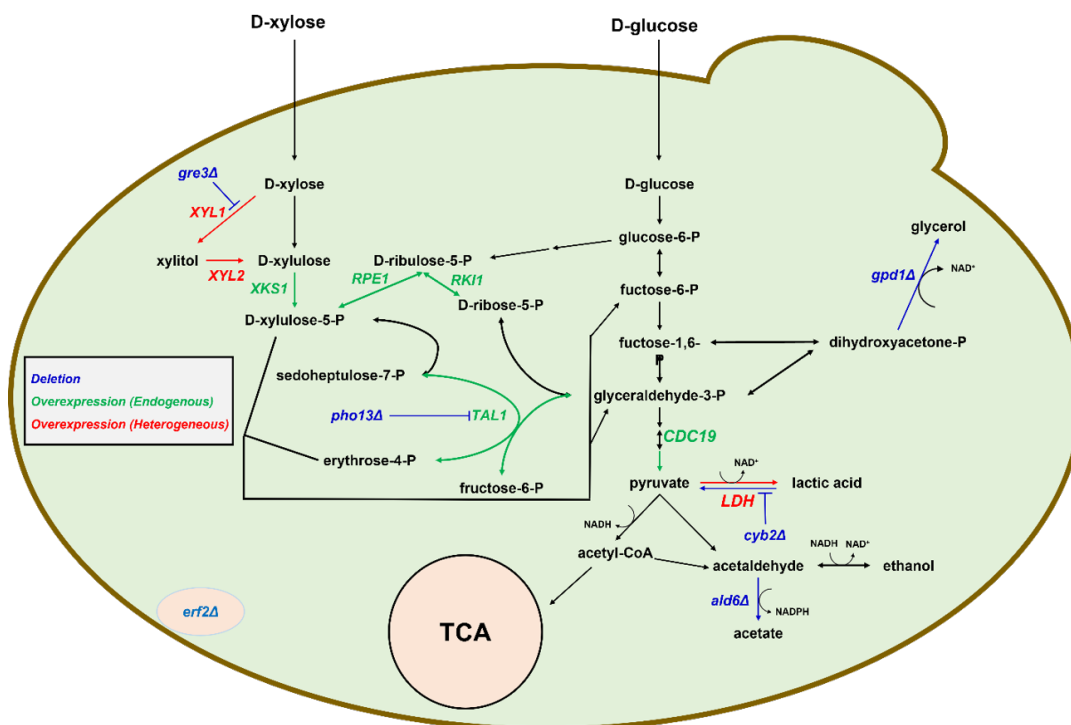 D-xylose
D-glucose
gre3Δ
D-xylose
D-glucose
XYL1
glucose-6-P
glycerol
xylitol
XYL2
D-xylulose
D-ribulose-5-P
NAD⁺
gpd1Δ
XKS1
RPE1
RKI1
fuctose-6-P
D-ribose-5-P
D-xylulose-5-P
fuctose-1,6-
P
dihydroxyacetone-P
Deletion
Overexpression (Endogenous)
Overexpression (Heterogeneous)
sedoheptulose-7-P
glyceraldehyde-3-P
pho13Δ
TAL1
CDC19
erythrose-4-P
fructose-6-P
pyruvate
NAD⁺
lactic acid
LDH
NADH
cyb2Δ
acetyl-CoA
acetaldehyde
NADH
NAD⁺
ethanol
ald6Δ
NADPH
acetate
erf2Δ
TCA